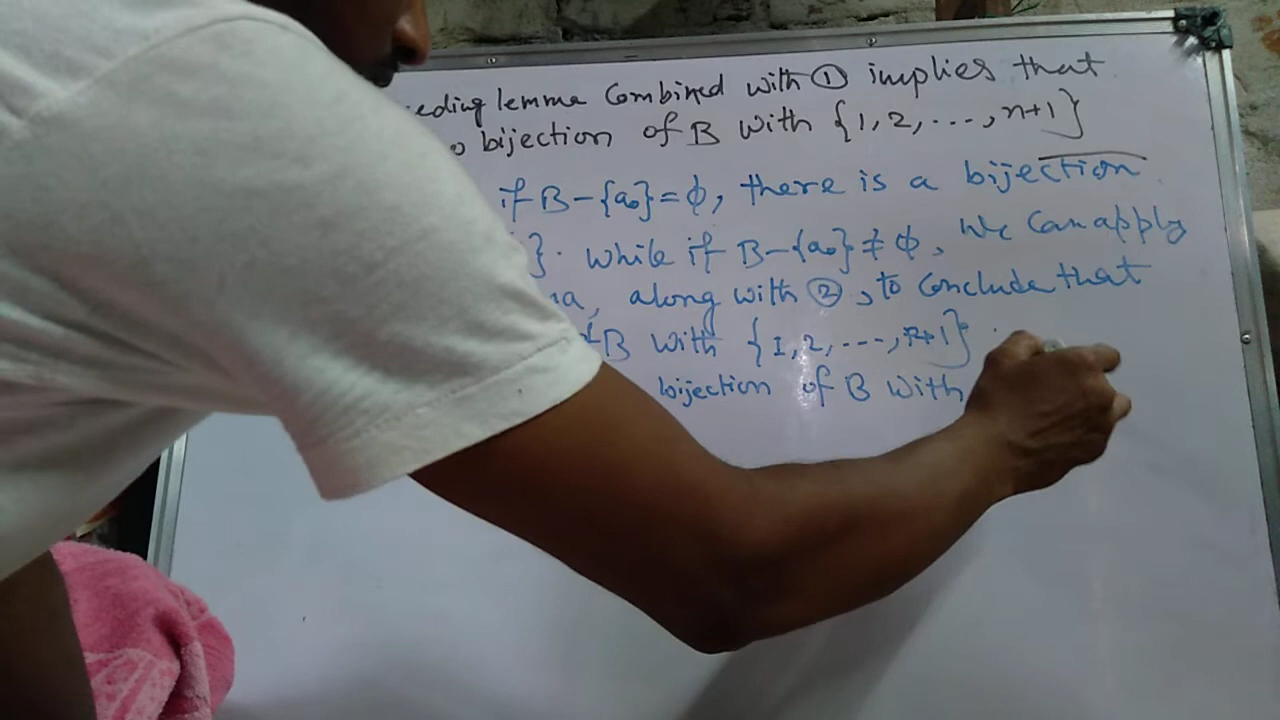 eding lemma Combined with ① implies that
bijection of B with {1, 2, ..., n+1}
if B-{a₀}=ϕ, there is a bijection
}. while if B-{a₀}≠ϕ, We Can apply
along with ②, to Conclude that
B with {1, 2, ---, n+1}
bijection of B with